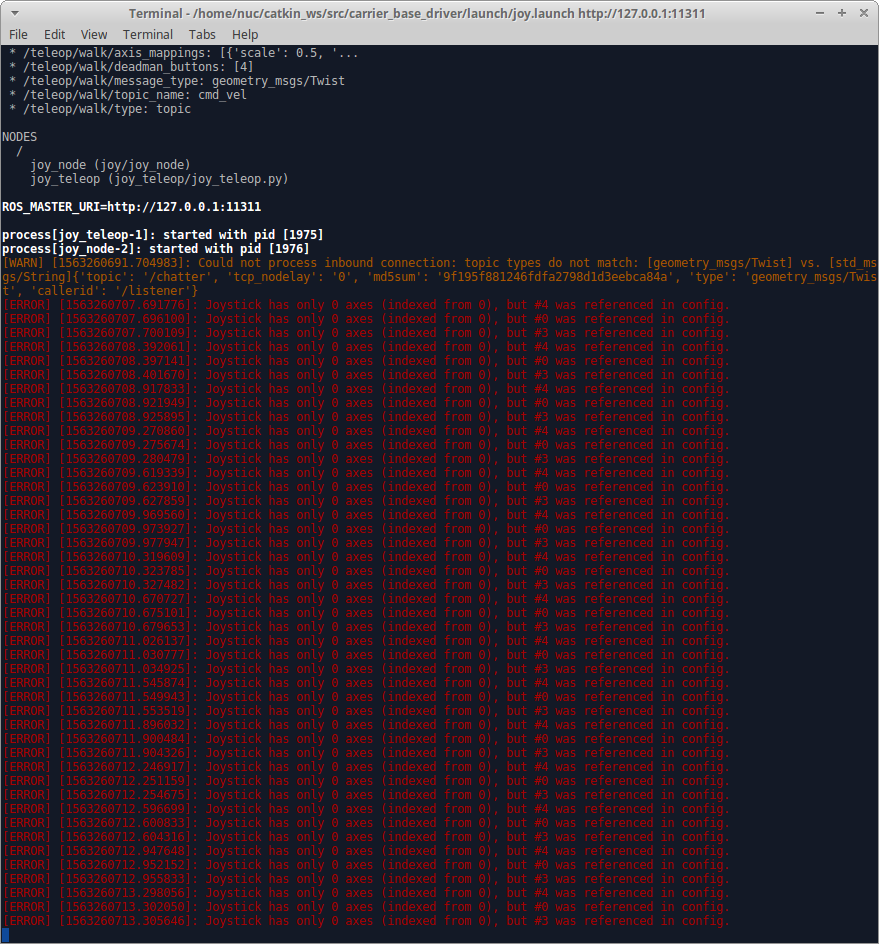 Terminal - /home/nuc/catkin_ws/src/carrier_base_driver/launch/joy.launch http://127.0.0.1:11311
File Edit View Terminal Tabs Help
* /teleop/walk/axis_mappings: [{'scale': 0.5, '...
* /teleop/walk/deadman_buttons: [4]
* /teleop/walk/message_type: geometry_msgs/Twist
* /teleop/walk/topic_name: cmd_vel
* /teleop/walk/type: topic
NODES
/
joy_node (joy/joy_node)
joy_teleop (joy_teleop/joy_teleop.py)
ROS_MASTER_URI=http://127.0.0.1:11311
process[joy_teleop-1]: started with pid [1975]
process[joy_node-2]: started with pid [1976]
[WARN] [1563260691.704983]: Could not process inbound connection: topic types do not match: [geometry_msgs/Twist] vs. [std_ms
gs/String]{'topic': '/chatter', 'tcp_nodelay': '0', 'md5sum': '9f195f881246fdfa2798d1d3eebca84a', 'type': 'geometry_msgs/Twis
t', 'callerid': '/listener'}
[ERROR] [1563260707.691776]: Joystick has only 0 axes (indexed from 0), but #4 was referenced in config.
[ERROR] [1563260707.696100]: Joystick has only 0 axes (indexed from 0), but #0 was referenced in config.
[ERROR] [1563260707.700109]: Joystick has only 0 axes (indexed from 0), but #3 was referenced in config.
[ERROR] [1563260708.392061]: Joystick has only 0 axes (indexed from 0), but #4 was referenced in config.
[ERROR] [1563260708.397141]: Joystick has only 0 axes (indexed from 0), but #0 was referenced in config.
[ERROR] [1563260708.401670]: Joystick has only 0 axes (indexed from 0), but #3 was referenced in config.
[ERROR] [1563260708.917833]: Joystick has only 0 axes (indexed from 0), but #4 was referenced in config.
[ERROR] [1563260708.921949]: Joystick has only 0 axes (indexed from 0), but #0 was referenced in config.
[ERROR] [1563260708.925895]: Joystick has only 0 axes (indexed from 0), but #3 was referenced in config.
[ERROR] [1563260709.270860]: Joystick has only 0 axes (indexed from 0), but #4 was referenced in config.
[ERROR] [1563260709.275674]: Joystick has only 0 axes (indexed from 0), but #0 was referenced in config.
[ERROR] [1563260709.280479]: Joystick has only 0 axes (indexed from 0), but #3 was referenced in config.
[ERROR] [1563260709.619339]: Joystick has only 0 axes (indexed from 0), but #4 was referenced in config.
[ERROR] [1563260709.623910]: Joystick has only 0 axes (indexed from 0), but #0 was referenced in config.
[ERROR] [1563260709.627859]: Joystick has only 0 axes (indexed from 0), but #3 was referenced in config.
[ERROR] [1563260709.969560]: Joystick has only 0 axes (indexed from 0), but #4 was referenced in config.
[ERROR] [1563260709.973927]: Joystick has only 0 axes (indexed from 0), but #0 was referenced in config.
[ERROR] [1563260709.977947]: Joystick has only 0 axes (indexed from 0), but #3 was referenced in config.
[ERROR] [1563260710.319609]: Joystick has only 0 axes (indexed from 0), but #4 was referenced in config.
[ERROR] [1563260710.323785]: Joystick has only 0 axes (indexed from 0), but #0 was referenced in config.
[ERROR] [1563260710.327482]: Joystick has only 0 axes (indexed from 0), but #3 was referenced in config.
[ERROR] [1563260710.670727]: Joystick has only 0 axes (indexed from 0), but #4 was referenced in config.
[ERROR] [1563260710.675101]: Joystick has only 0 axes (indexed from 0), but #0 was referenced in config.
[ERROR] [1563260710.679653]: Joystick has only 0 axes (indexed from 0), but #3 was referenced in config.
[ERROR] [1563260711.026137]: Joystick has only 0 axes (indexed from 0), but #4 was referenced in config.
[ERROR] [1563260711.030777]: Joystick has only 0 axes (indexed from 0), but #0 was referenced in config.
[ERROR] [1563260711.034925]: Joystick has only 0 axes (indexed from 0), but #3 was referenced in config.
[ERROR] [1563260711.545874]: Joystick has only 0 axes (indexed from 0), but #4 was referenced in config.
[ERROR] [1563260711.549943]: Joystick has only 0 axes (indexed from 0), but #0 was referenced in config.
[ERROR] [1563260711.553519]: Joystick has only 0 axes (indexed from 0), but #3 was referenced in config.
[ERROR] [1563260711.896032]: Joystick has only 0 axes (indexed from 0), but #4 was referenced in config.
[ERROR] [1563260711.900484]: Joystick has only 0 axes (indexed from 0), but #0 was referenced in config.
[ERROR] [1563260711.904326]: Joystick has only 0 axes (indexed from 0), but #3 was referenced in config.
[ERROR] [1563260712.246917]: Joystick has only 0 axes (indexed from 0), but #4 was referenced in config.
[ERROR] [1563260712.251159]: Joystick has only 0 axes (indexed from 0), but #0 was referenced in config.
[ERROR] [1563260712.254675]: Joystick has only 0 axes (indexed from 0), but #3 was referenced in config.
[ERROR] [1563260712.596699]: Joystick has only 0 axes (indexed from 0), but #4 was referenced in config.
[ERROR] [1563260712.600833]: Joystick has only 0 axes (indexed from 0), but #0 was referenced in config.
[ERROR] [1563260712.604316]: Joystick has only 0 axes (indexed from 0), but #3 was referenced in config.
[ERROR] [1563260712.947648]: Joystick has only 0 axes (indexed from 0), but #4 was referenced in config.
[ERROR] [1563260712.952152]: Joystick has only 0 axes (indexed from 0), but #0 was referenced in config.
[ERROR] [1563260712.955833]: Joystick has only 0 axes (indexed from 0), but #3 was referenced in config.
[ERROR] [1563260713.298056]: Joystick has only 0 axes (indexed from 0), but #4 was referenced in config.
[ERROR] [1563260713.302050]: Joystick has only 0 axes (indexed from 0), but #0 was referenced in config.
[ERROR] [1563260713.305646]: Joystick has only 0 axes (indexed from 0), but #3 was referenced in config.